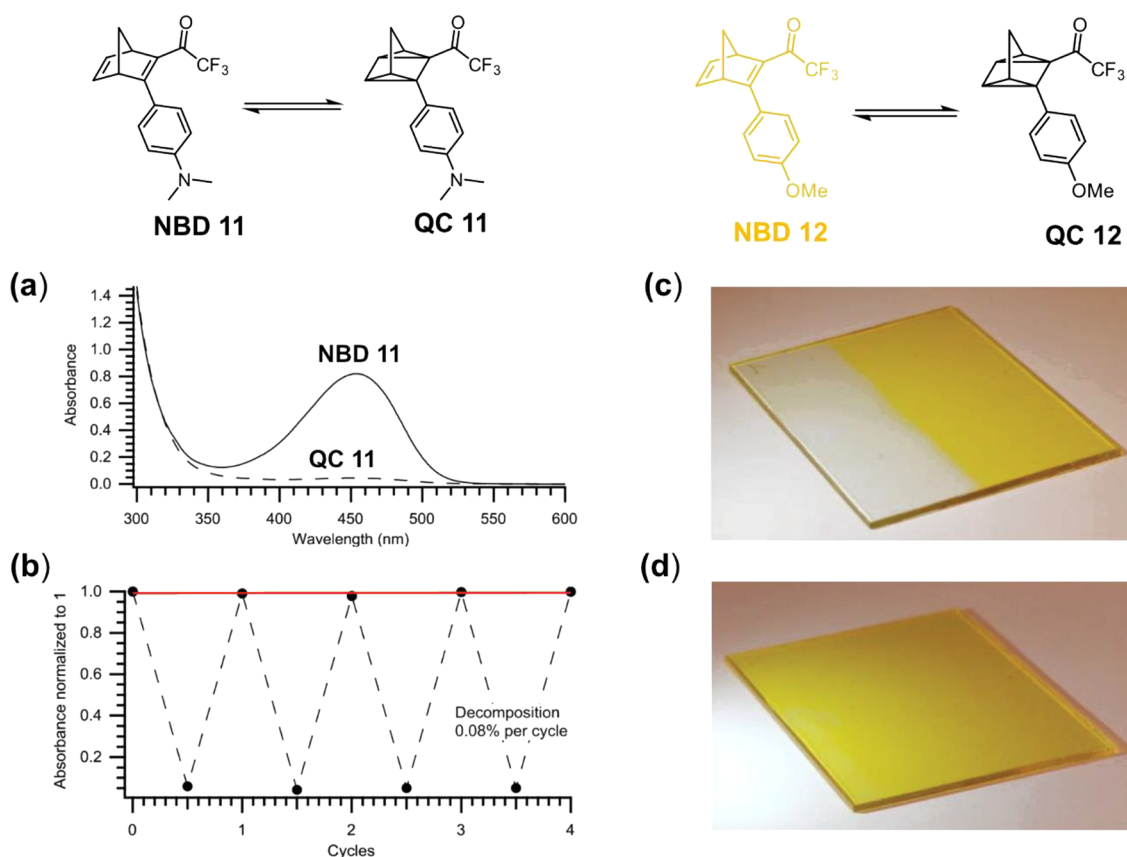 O
CF3
N
NBD 11
O
CF3
N
QC 11
O
CF3
OMe
NBD 12
O
CF3
OMe
QC 12
(a)
1.4
1.2
1.0
0.8
0.6
0.4
0.2
0.0
Absorbance
NBD 11
QC 11
300
350
400
450
500
550
600
Wavelength (nm)
(b)
1.0
0.8
0.6
0.4
0.2
Absorbance normalized to 1
Decomposition
0.08% per cycle
0
1
2
3
4
Cycles
(c)
(d)